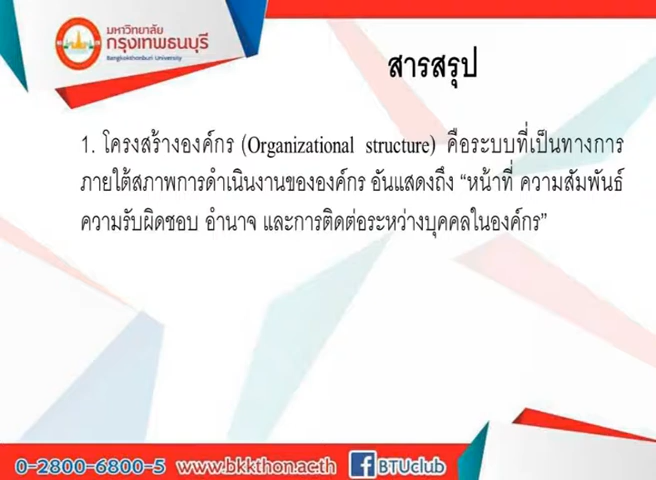 มหาวิทยาลัย
กรุงเทพธนบุรี
Bangkokthonburi University
สารสรุป
1. โครงสร้างองค์กร (Organizational structure) คือระบบที่เป็นทางการ
ภายใต้สภาพการดำเนินงานขององค์กร อันแสดงถึง “หน้าที่ ความสัมพันธ์
ความรับผิดชอบ อำนาจ และการติดต่อระหว่างบุคคลในองค์กร”
0-2800-6800-5 www.bkkthon.ac.th f BTUclub